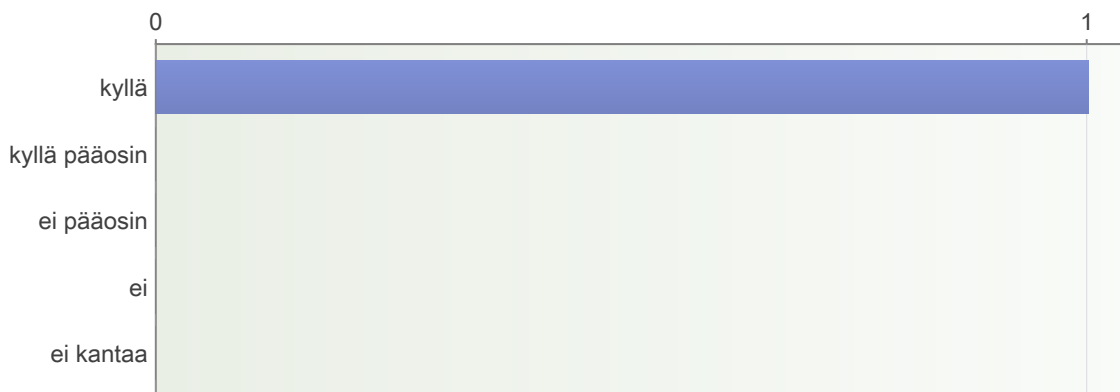 0 1
kyllä
kyllä pääosin
ei pääosin
ei
ei kantaa